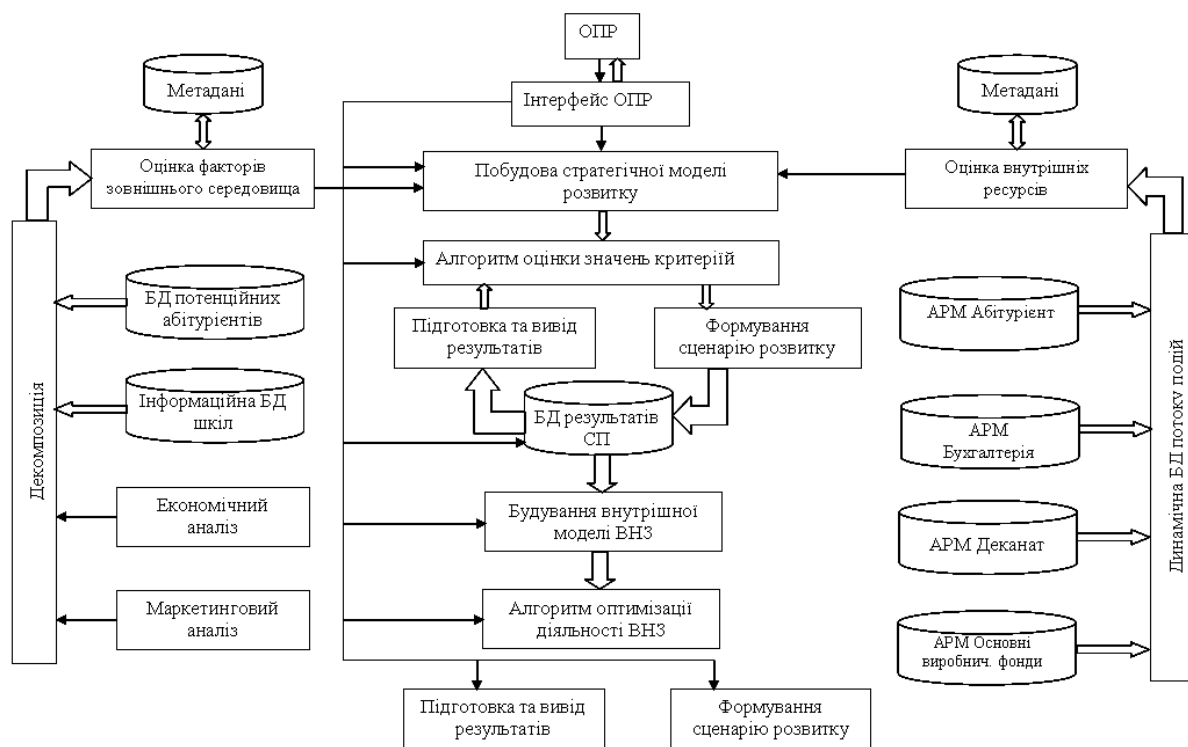 ОПР
Метадані
Інтерфейс ОПР
Метадані
Оцінка факторів
зовнішнього середовища
Побудова стратегічної моделі
розвитку
Оцінка внутрішніх
ресурсів
Алгоритм оцінки значень критеріїй
БД потенційних
абітурієнтів
Підготовка та вивід
результатів
Формування
сценарію розвитку
АРМ Абітурієнт
Декомпозиція
Інформаційна БД
шкіл
БД результатів
СП
АРМ
Бухгалтерія
Динамічна БД потоку подій
Економічний
аналіз
Будування внутрішної
моделі ВНЗ
АРМ Деканат
Маркетинговий
аналіз
Алгоритм оптимізації
діяльності ВНЗ
АРМ Основні
виробнич. фонди
Підготовка та вивід
результатів
Формування
сценарію розвитку